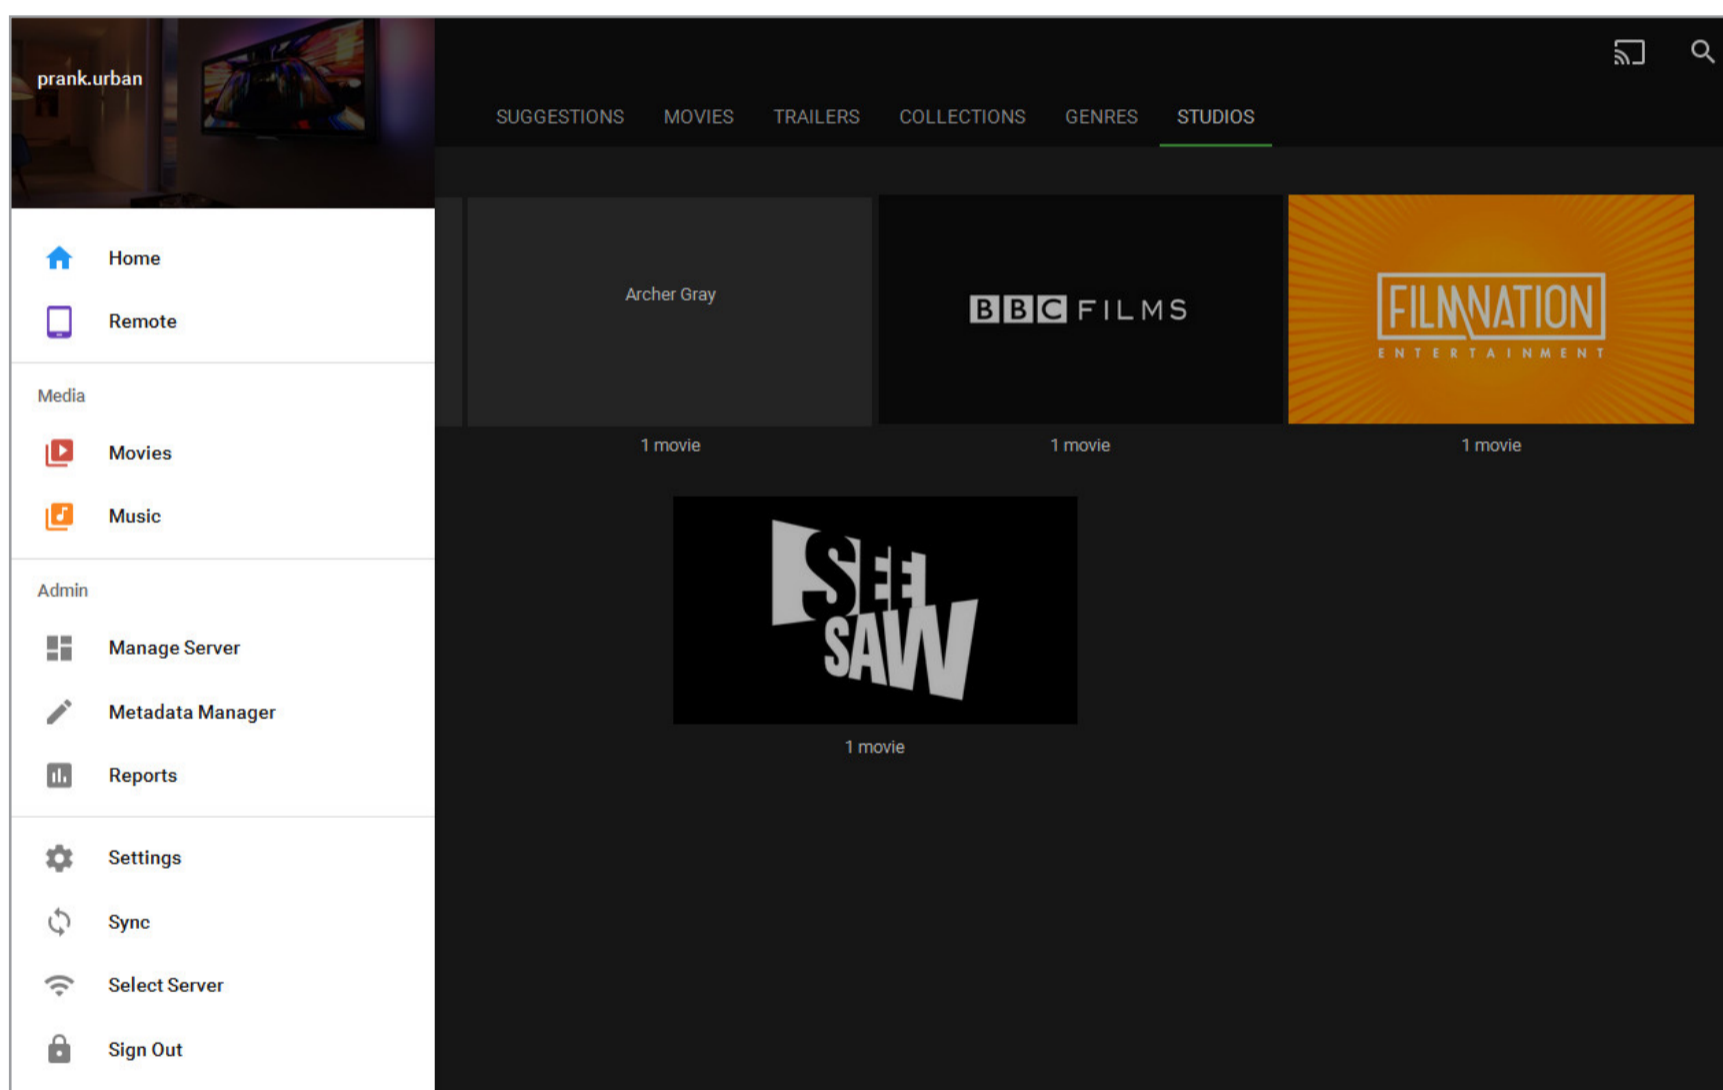 prank.urban
Home
Remote
Media
Movies
Music
Admin
Manage Server
Metadata Manager
Reports
Settings
Sync
Select Server
Sign Out
SUGGESTIONS MOVIES TRAILERS COLLECTIONS GENRES STUDIOS
Archer Gray
BBC FILMS
FILMNATION
ENTERTAINMENT
1 movie 1 movie 1 movie
SEE
SAW
1 movie